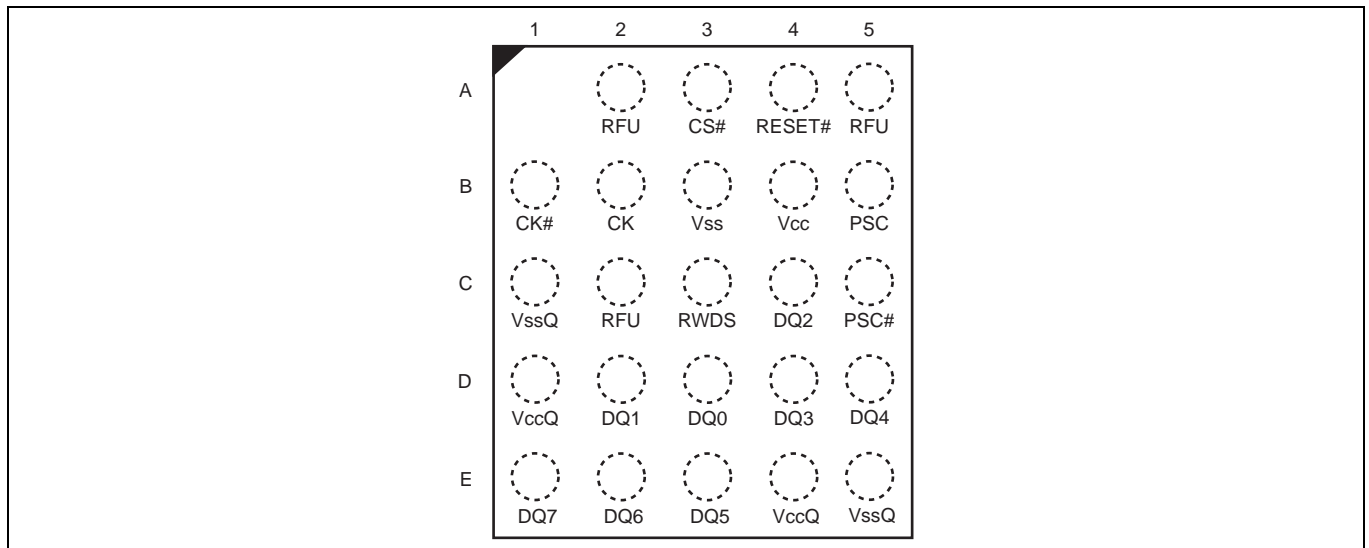 1 2 3 4 5
A
RFU CS# RESET# RFU
B
CK# CK Vss Vcc PSC
C
VssQ RFU RWDS DQ2 PSC#
D
VccQ DQ1 DQ0 DQ3 DQ4
E
DQ7 DQ6 DQ5 VccQ VssQ